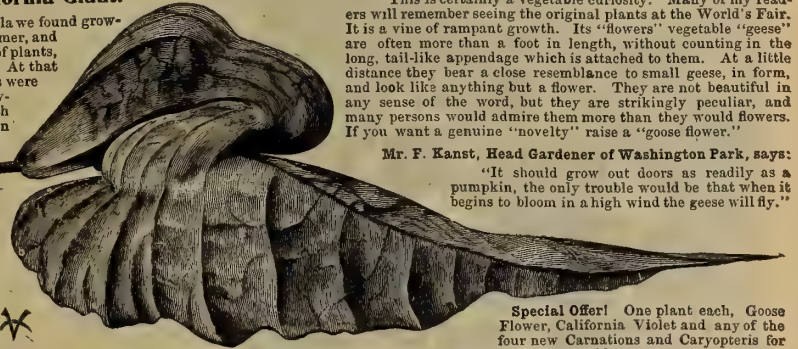 la we found grow-
mer, and
of plants,
At that
s were
This is certainly a vegetable curiosity. Many of my read-
ers will remember seeing the original plants at the World's Fair.
It is a vine of rampant growth. Its "flowers" vegetable "geese"
are often more than a foot in length, without counting in the
long, tail-like appendage which is attached to them. At a little
distance they bear a close resemblance to small geese, in form,
and look like anything but a flower. They are not beautiful in
any sense of the word, but they are strikingly peculiar, and
many persons would admire them more than they would flowers.
If you want a genuine "novelty" raise a "goose flower."
Mr. F. Kanst, Head Gardener of Washington Park, says:
"It should grow out doors as readily as a
pumpkin, the only trouble would be that when it
begins to bloom in a high wind the geese will fly."
Special Offer! One plant each, Goose
Flower, California Violet and any of the
four new Carnations and Caryopteris for